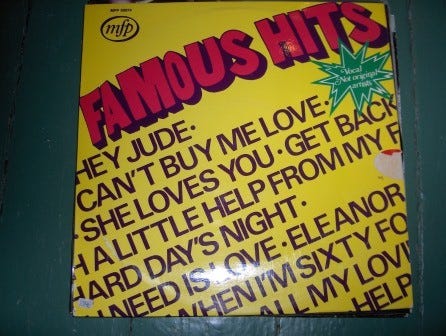 mfp
FAMOUS HITS
Vocal
Not original
artists
HEY JUDE·
CAN'T BUY ME LOVE·
· SHE LOVES YOU · GET BACK
H A LITTLE HELP FROM MY F
HARD DAY'S NIGHT ·
U NEED IS LOVE · ELEANOR
· WHEN I'M SIXTY FO
ALL MY LOVI
HELP